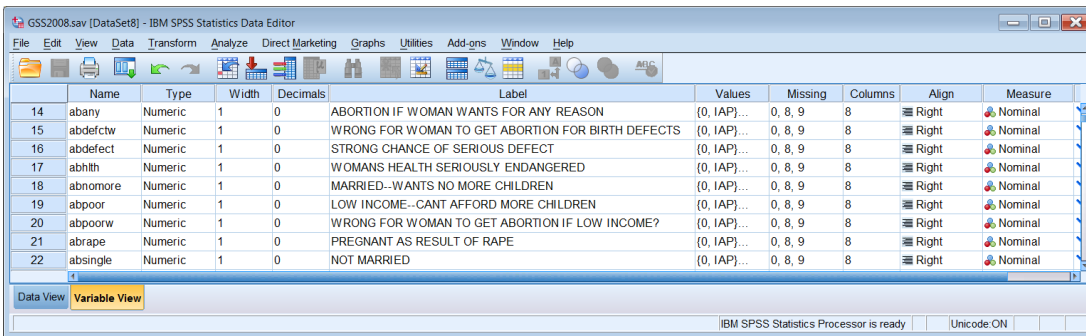 GSS2008.sav [DataSet8] - IBM SPSS Statistics Data Editor
File Edit View Data Transform Analyze Direct Marketing Graphs Utilities Add-ons Window Help
Name Type Width Decimals Label Values Missing Columns Align Measure
14 abany Numeric 1 0 ABORTION IF WOMAN WANTS FOR ANY REASON {0, IAP}... 0, 8, 9 8 Right Nominal
15 abdefctw Numeric 1 0 WRONG FOR WOMAN TO GET ABORTION FOR BIRTH DEFECTS {0, IAP}... 0, 8, 9 8 Right Nominal
16 abdefect Numeric 1 0 STRONG CHANCE OF SERIOUS DEFECT {0, IAP}... 0, 8, 9 8 Right Nominal
17 abhlth Numeric 1 0 WOMANS HEALTH SERIOUSLY ENDANGERED {0, IAP}... 0, 8, 9 8 Right Nominal
18 abnomore Numeric 1 0 MARRIED--WANTS NO MORE CHILDREN {0, IAP}... 0, 8, 9 8 Right Nominal
19 abpoor Numeric 1 0 LOW INCOME--CANT AFFORD MORE CHILDREN {0, IAP}... 0, 8, 9 8 Right Nominal
20 abpoorw Numeric 1 0 WRONG FOR WOMAN TO GET ABORTION IF LOW INCOME? {0, IAP}... 0, 8, 9 8 Right Nominal
21 abrape Numeric 1 0 PREGNANT AS RESULT OF RAPE {0, IAP}... 0, 8, 9 8 Right Nominal
22 absingle Numeric 1 0 NOT MARRIED {0, IAP}... 0, 8, 9 8 Right Nominal
Data View Variable View
IBM SPSS Statistics Processor is ready Unicode:ON